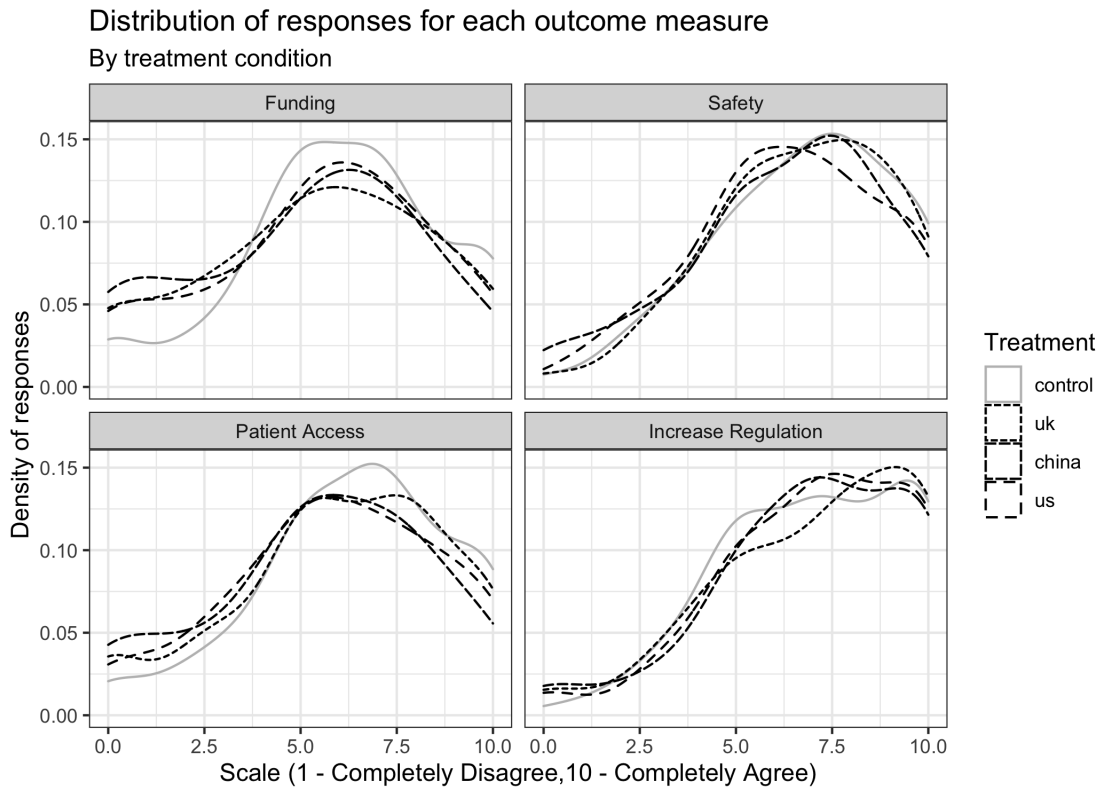 Distribution of responses for each outcome measure
By treatment condition
Funding
Safety
0.15
0.10
0.05
0.00
Patient Access
Increase Regulation
0.15
0.10
0.05
0.00
0.0 2.5 5.0 7.5 10.0
0.0 2.5 5.0 7.5 10.0
Density of responses
Scale (1 - Completely Disagree,10 - Completely Agree)
Treatment
control
uk
china
us